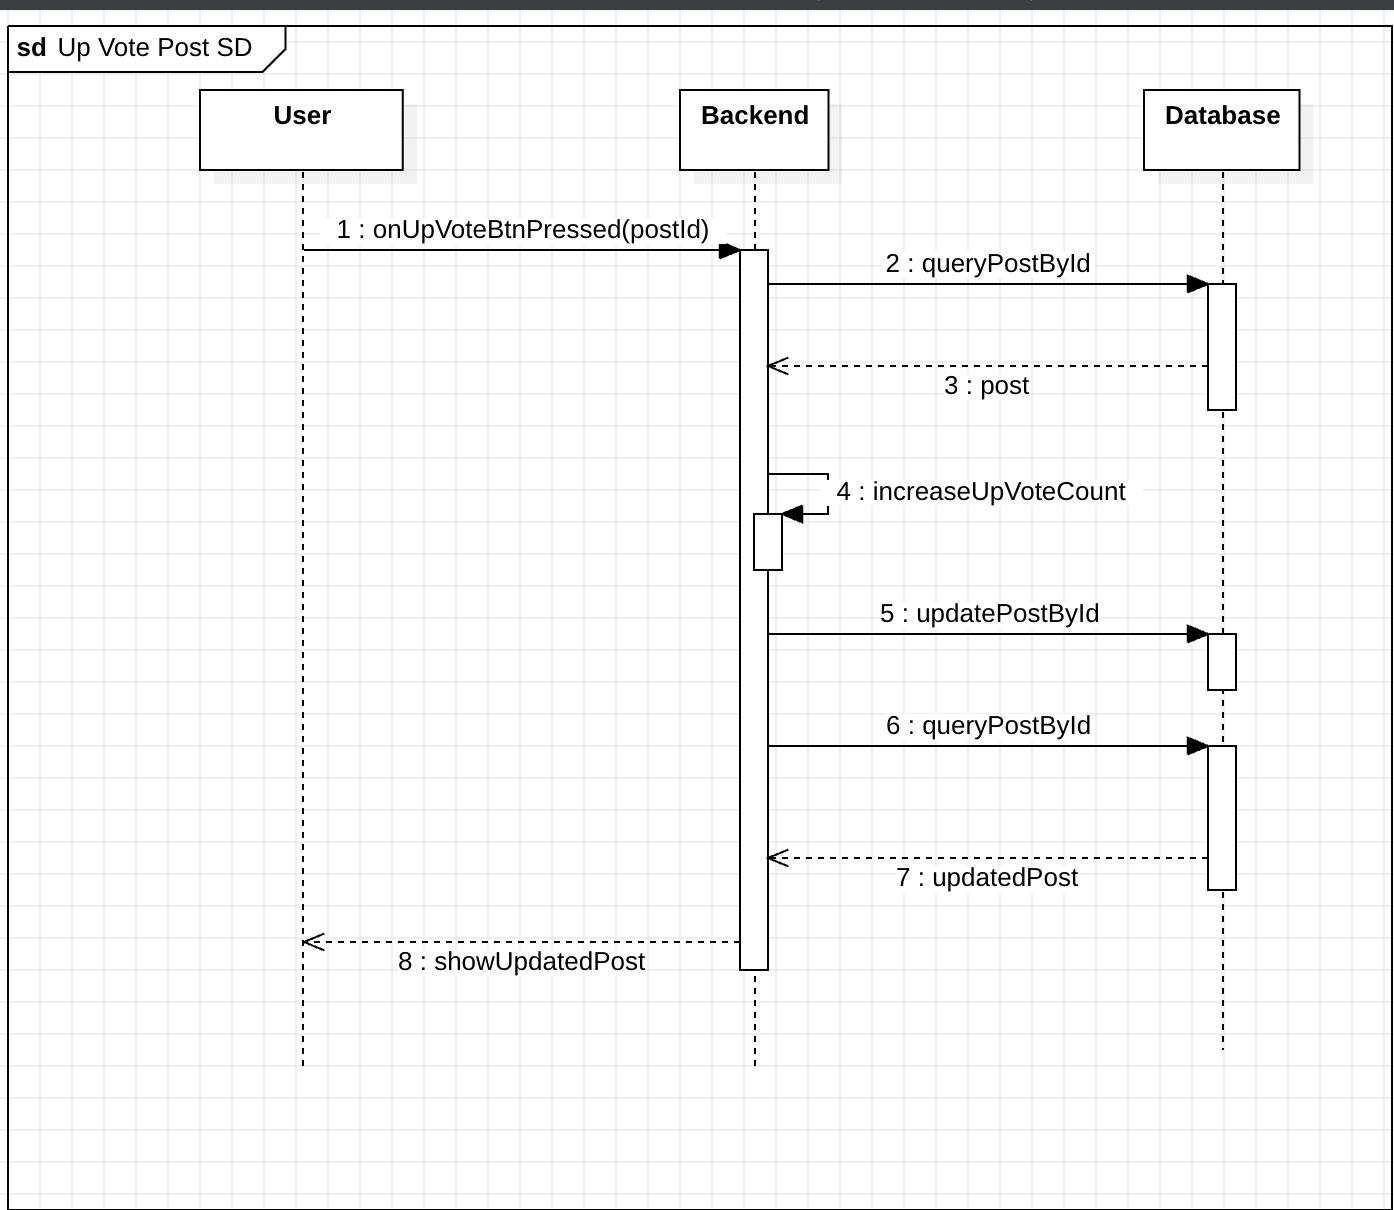 sd Up Vote Post SD
User
Backend
Database
1 : onUpVoteBtnPressed(postId)
2 : queryPostById
3 : post
4 : increaseUpVoteCount
5 : updatePostById
6 : queryPostById
7 : updatedPost
8 : showUpdatedPost